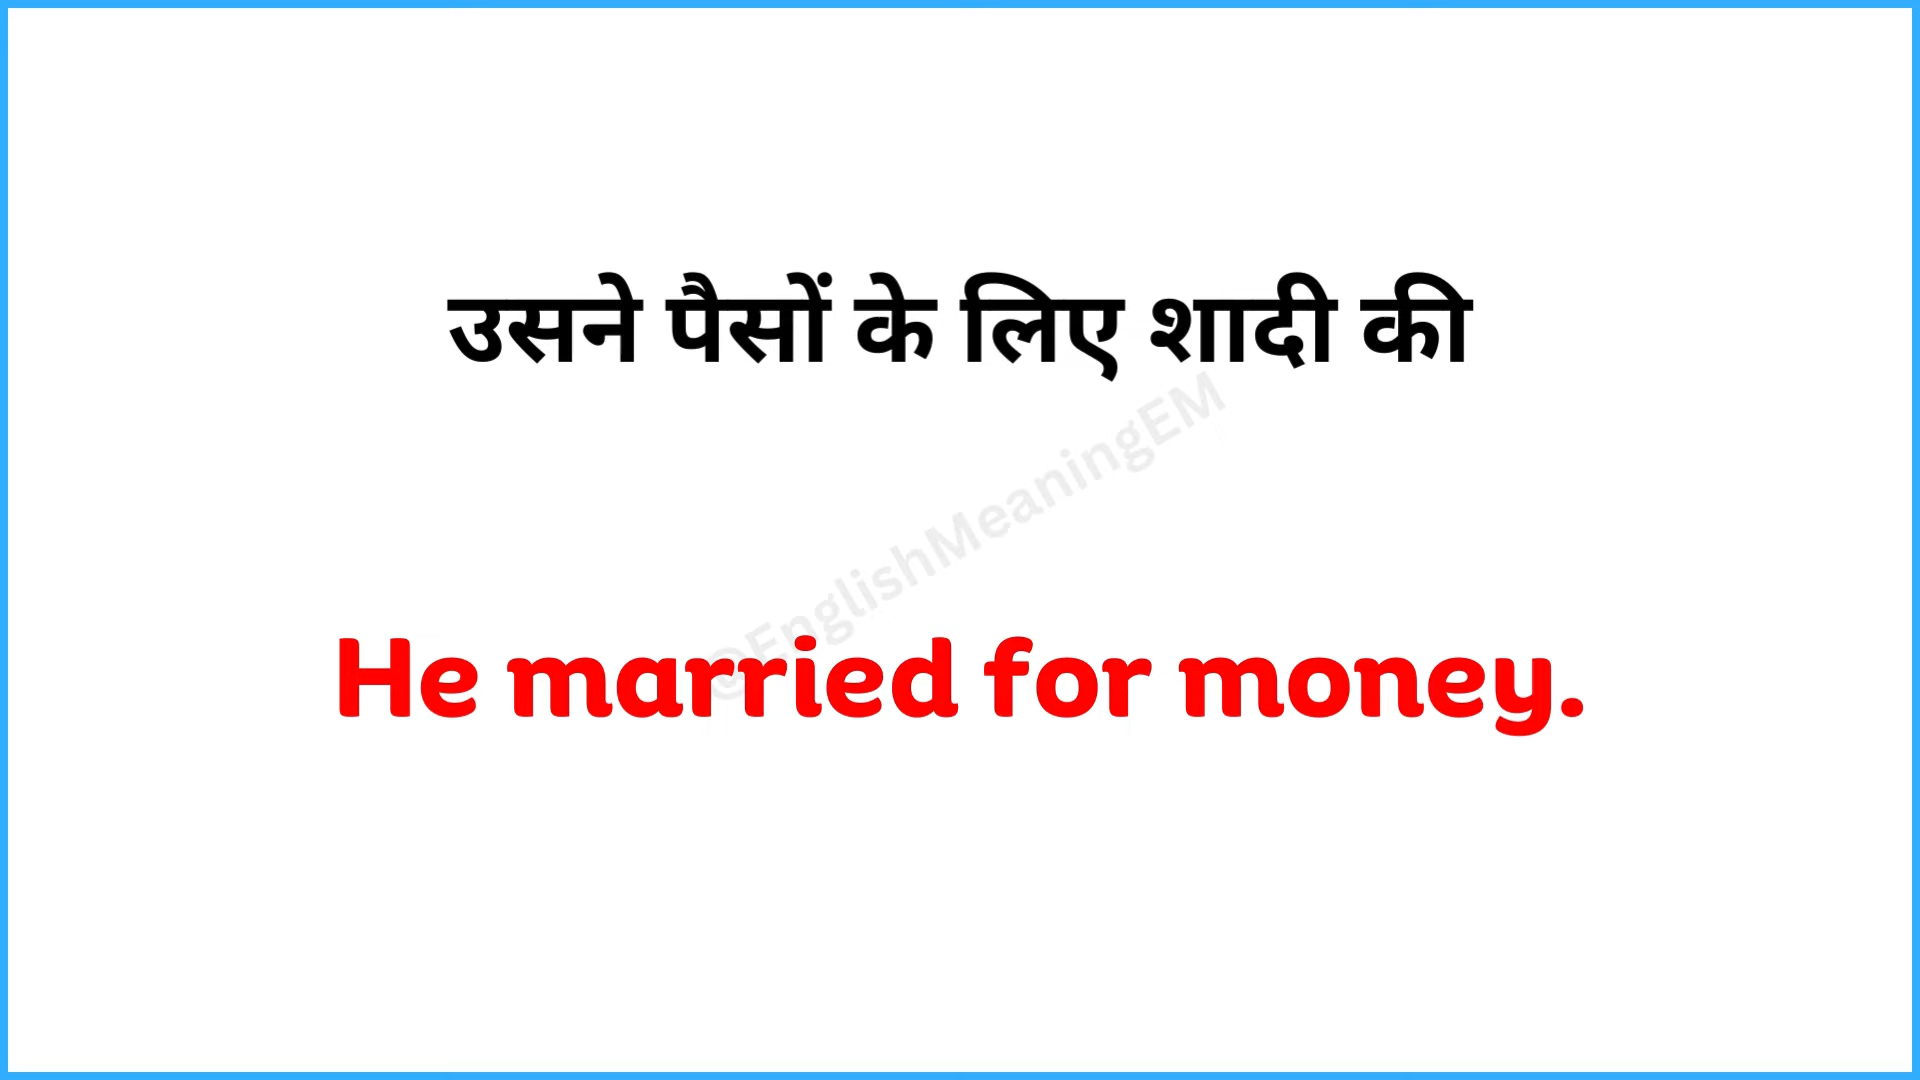 उसने पैसों के लिए शादी की
@EnglishMeaningEM
He married for money.